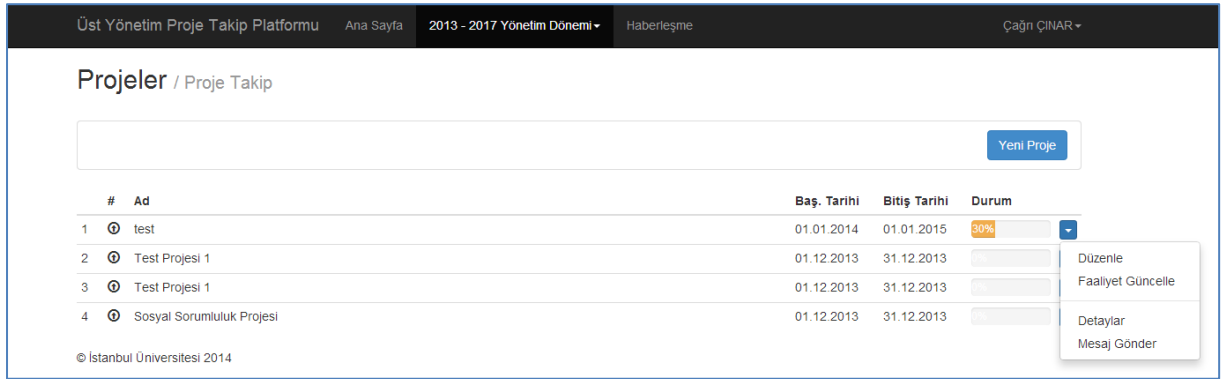 Üst Yönetim Proje Takip Platformu Ana Sayfa 2013 - 2017 Yönetim Dönemi Haberleşme Çağrı ÇINAR
Projeler / Proje Takip
Yeni Proje
# Ad Baş. Tarihi Bitiş Tarihi Durum
1 test 01.01.2014 01.01.2015 30%
2 Test Projesi 1 01.12.2013 31.12.2013 0%
3 Test Projesi 1 01.12.2013 31.12.2013 0%
4 Sosyal Sorumluluk Projesi 01.12.2013 31.12.2013 0%
Düzenle
Faaliyet Güncelle
Detaylar
Mesaj Gönder
© İstanbul Üniversitesi 2014